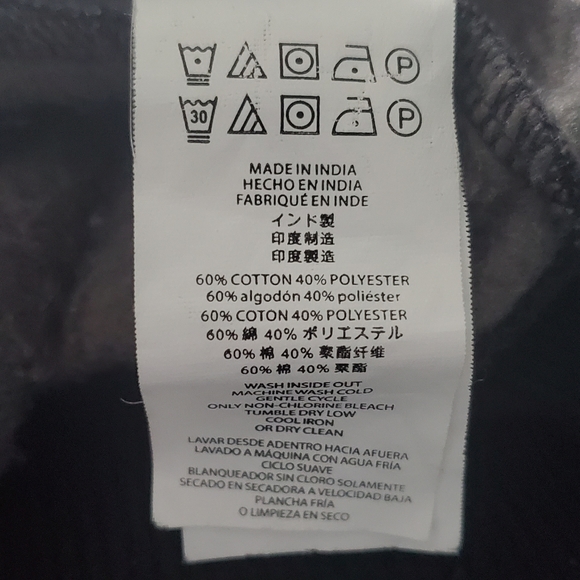 P
30 P
MADE IN INDIA
HECHO EN INDIA
FABRIQUÉ EN INDE
インド製
印度制造
印度製造
60% COTTON 40% POLYESTER
60% algodón 40% poliéster
60% COTON 40% POLYESTER
60% 綿 40% ポリエステル
60% 棉 40% 聚酯纤维
60% 棉 40% 聚酯
WASH INSIDE OUT
MACHINE WASH COLD
GENTLE CYCLE
ONLY NON-CHLORINE BLEACH
TUMBLE DRY LOW
COOL IRON
OR DRY CLEAN
LAVAR DESDE ADENTRO HACIA AFUERA
LAVADO A MÁQUINA CON AGUA FRÍA
CICLO SUAVE
BLANQUEADOR SIN CLORO SOLAMENTE
SECADO EN SECADORA A VELOCIDAD BAJA
PLANCHA FRÍA
O LIMPIEZA EN SECO